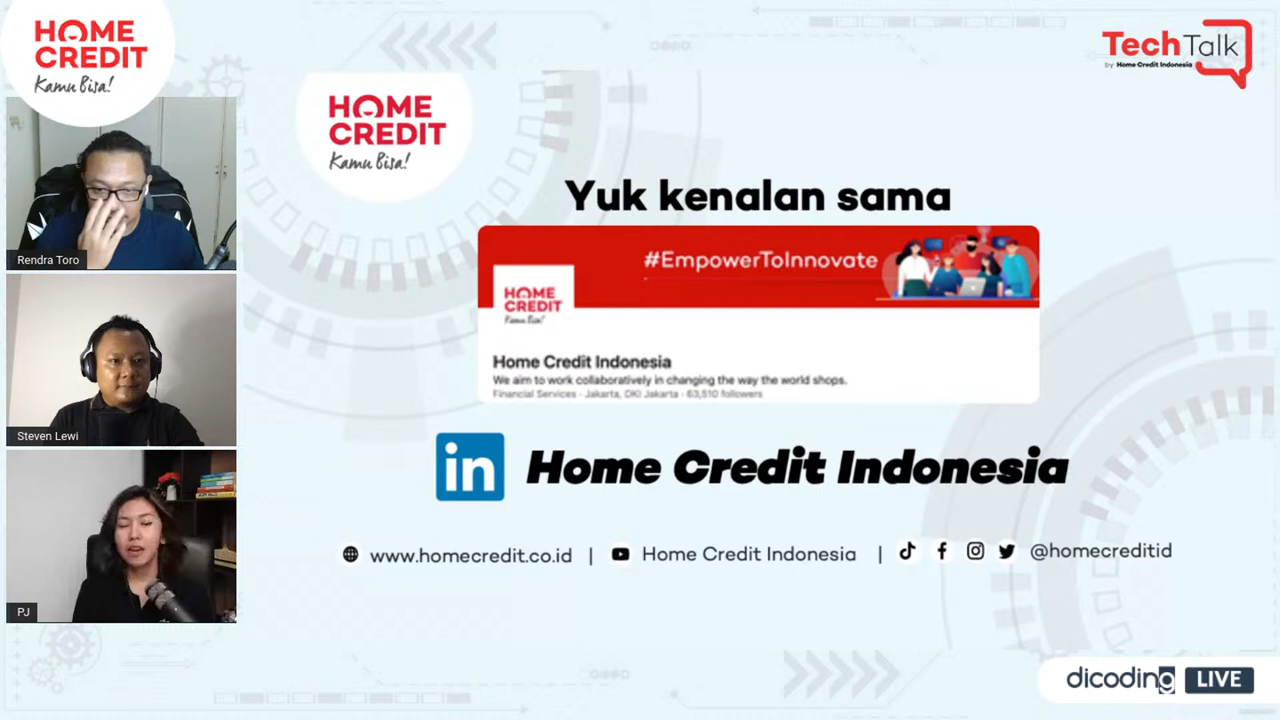 HOME
CREDIT
Kamu Bisa!
TechTalk
by Home Credit Indonesia
HOME
CREDIT
Kamu Bisa!
Yuk kenalan sama
#EmpowerToInnovate
HOME
CREDIT
Kamu Bisa!
Home Credit Indonesia
We aim to work collaboratively in changing the way the world shops.
Financial Services - Jakarta, DKI Jakarta - 63,510 followers
in Home Credit Indonesia
www.homecredit.co.id | Home Credit Indonesia | @homecreditid
Rendra Toro
Steven Lewi
PJ
dicoding LIVE